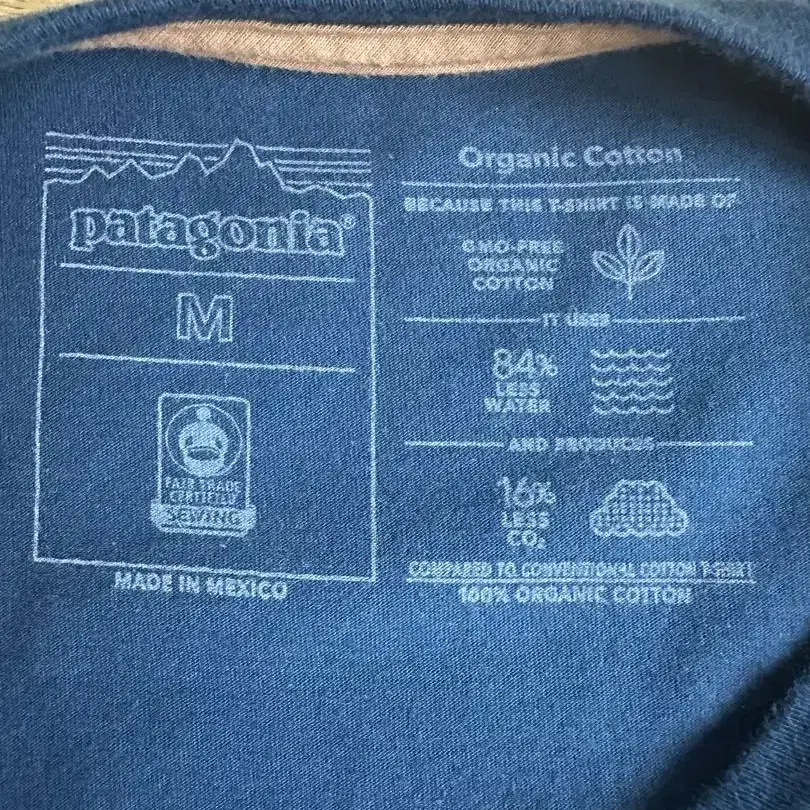 patagonia®
M
FAIR TRADE
CERTIFIED
SEWING
MADE IN MEXICO
Organic Cotton
BECAUSE THIS T-SHIRT IS MADE OF
GMO-FREE
ORGANIC
COTTON
IT USES
84%
LESS
WATER
AND PRODUCES
16%
LESS
CO₂
COMPARED TO CONVENTIONAL COTTON T-SHIRT
100% ORGANIC COTTON